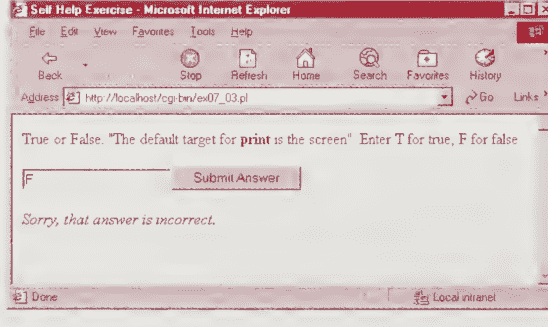 Self Help Exercise - Microsoft Internet Explorer
File Edit View Favorites Tools Help
Back Stop Refresh Home Search Favorites History
Address http://localhost/cgi-bin/ex07_03.pl Go Links »
True or False. "The default target for print is the screen" Enter T for true, F for false
F Submit Answer
Sorry, that answer is incorrect.
Done Local intranet